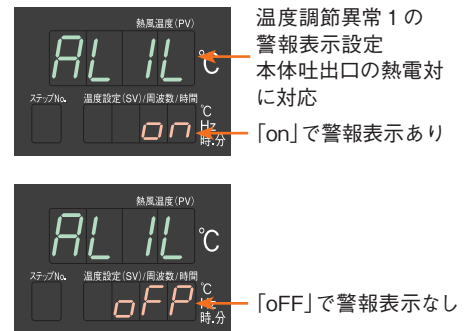 熱風温度(PV)
AL 1L ℃
ステップNo.
温度設定(SV)/周波数/時間
on
℃
Hz
時.分
温度調節異常1の
警報表示設定
本体吐出口の熱電対
に対応
「on」で警報表示あり
熱風温度(PV)
AL 1L ℃
ステップNo.
温度設定(SV)/周波数/時間
oFF
℃
Hz
時.分
「oFF」で警報表示なし